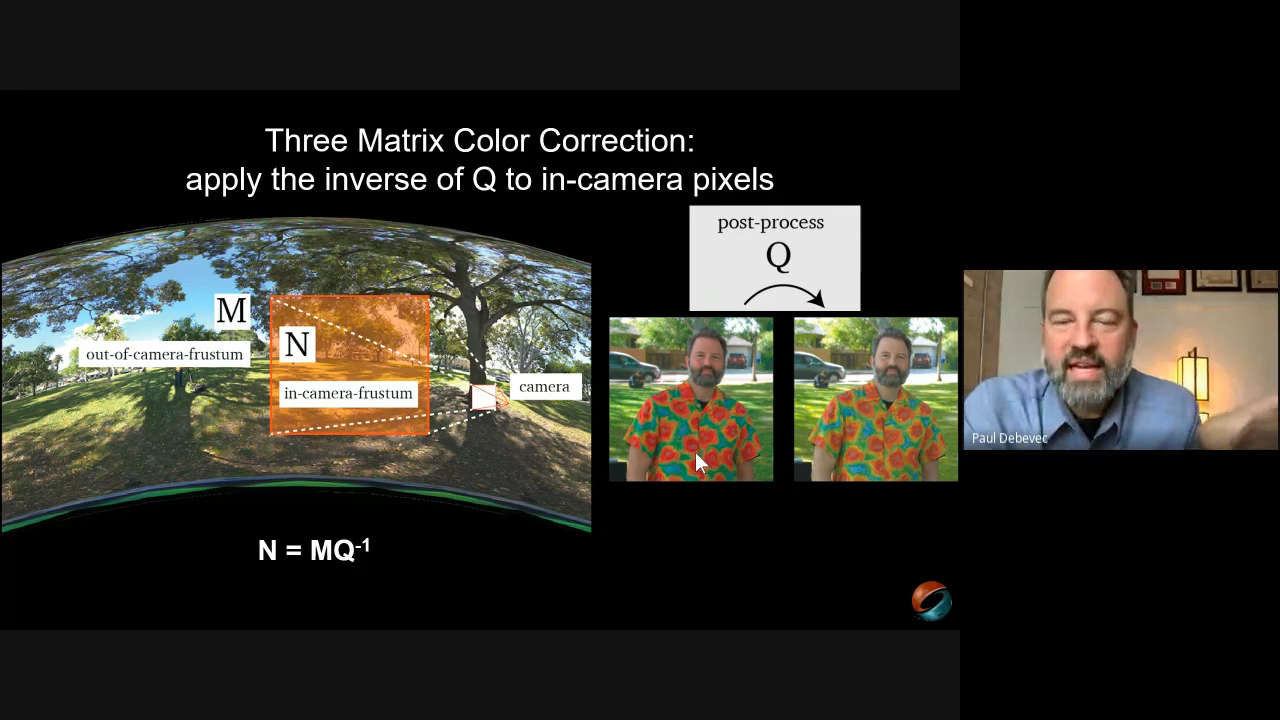 Three Matrix Color Correction:
apply the inverse of Q to in-camera pixels
post-process
Q
M
out-of-camera-frustum
N
in-camera-frustum
camera
N = MQ⁻¹
Paul Debevec